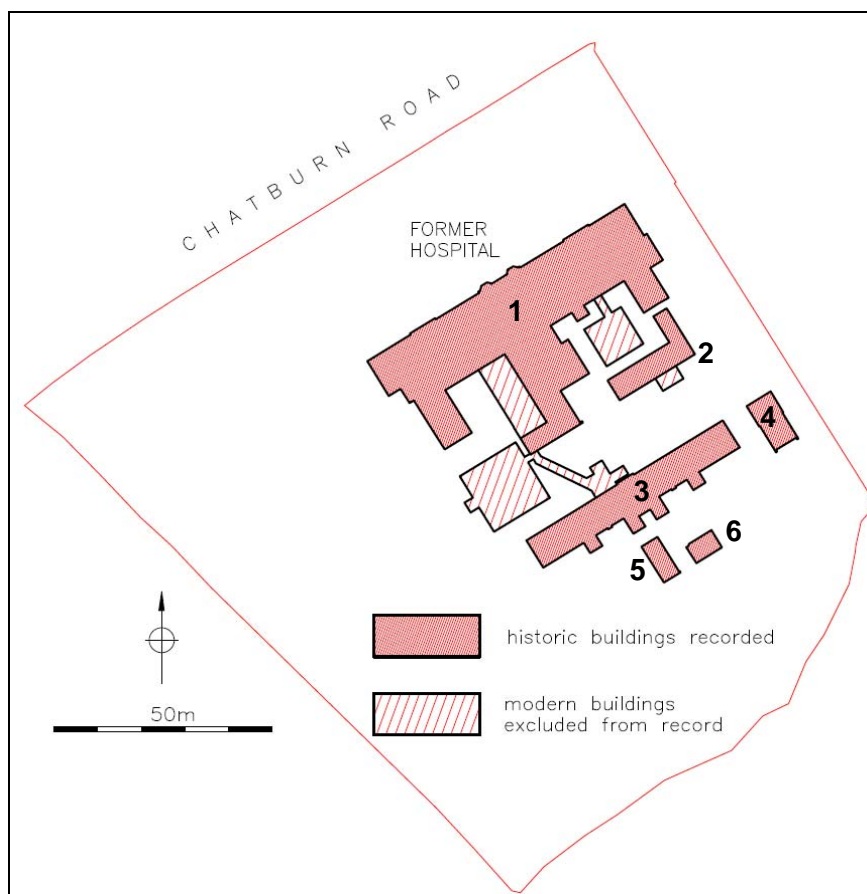 CHATBURN ROAD
FORMER
HOSPITAL
1
2
4
3
6
5
historic buildings recorded
modern buildings
excluded from record
50m